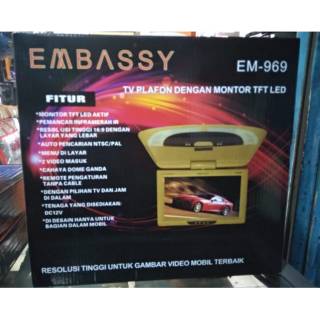 EMBASSY
EM-969
TV PLAFON DENGAN MONTOR TFT LED
FITUR
*MONITOR TFT LED AKTIF
*PEMANCAR INFRAMERAH IR
*RESOLUSI TINGGI 16:9 DENGAN
LAYAR YANG LEBAR
*AUTO PENCARIAN NTSC/PAL
*MENU DI LAYAR
*2 VIDEO MASUK
*CAHAYA DOME GANDA
*REMOTE PENGATURAN
TANPA CABLE
*DENGAN PILIHAN TV DAN JAM
DI DALAM
*TENAGA YANG DISEDIAKAN:
DC12V
*DI DESAIN HANYA UNTUK
BAGIAN DALAM MOBIL
RESOLUSI TINGGI UNTUK GAMBAR VIDEO MOBIL TERBAIK